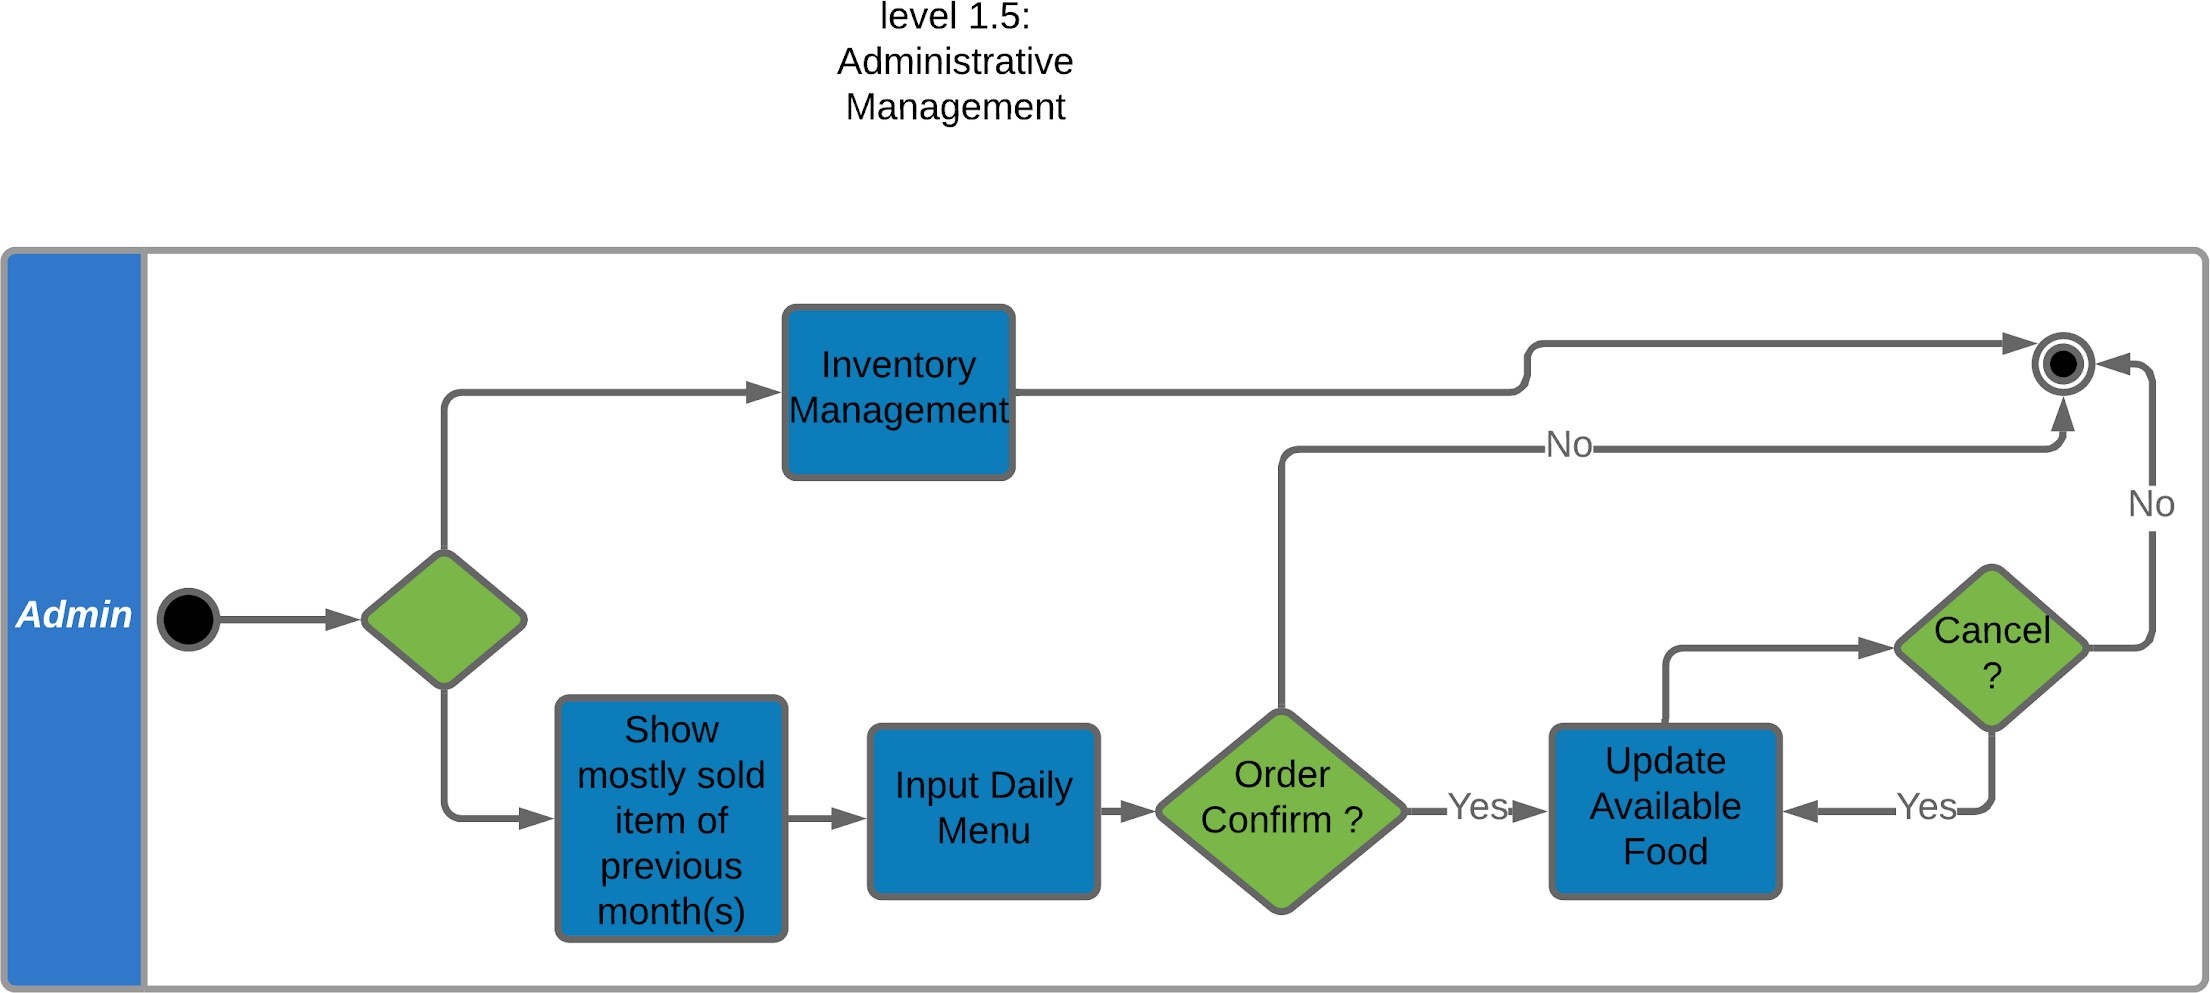 level 1.5:
Administrative
Management
Admin
Inventory
Management
No
No
Cancel
?
Show
mostly sold
item of
previous
month(s)
Input Daily
Menu
Order
Confirm ?
Yes
Update
Available
Food
Yes